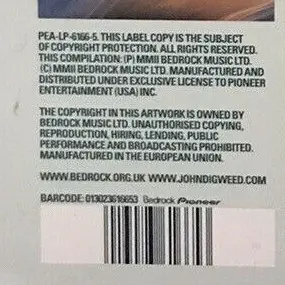 PEA-LP-6166-5. THIS LABEL COPY IS THE SUBJECT
OF COPYRIGHT PROTECTION. ALL RIGHTS RESERVED.
THIS COMPILATION: (P) MMII BEDROCK MUSIC LTD.
(C) MMII BEDROCK MUSIC LTD. MANUFACTURED AND
DISTRIBUTED UNDER EXCLUSIVE LICENSE TO PIONEER
ENTERTAINMENT (USA) INC.
THE COPYRIGHT IN THIS ARTWORK IS OWNED BY
BEDROCK MUSIC LTD. UNAUTHORISED COPYING,
REPRODUCTION, HIRING, LENDING, PUBLIC
PERFORMANCE AND BROADCASTING PROHIBITED.
MANUFACTURED IN THE EUROPEAN UNION.
WWW.BEDROCK.ORG.UK WWW.JOHNDIGWEED.COM
BARCODE: 013023616653 Bedrock Pioneer